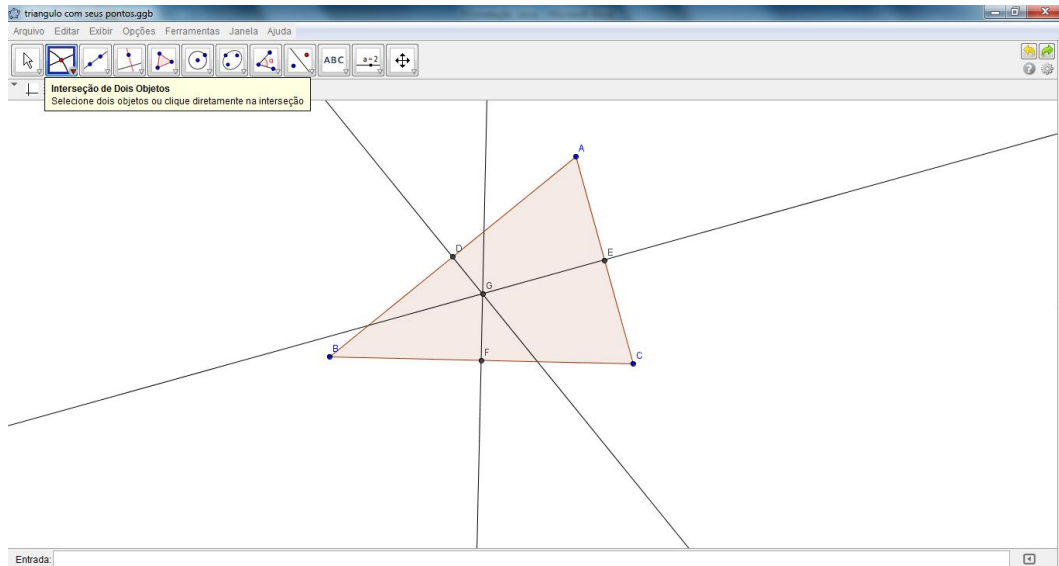 triangulo com seus pontos.ggb
Arquivo Editar Exibir Opções Ferramentas Janela Ajuda
ABC a=2
Interseção de Dois Objetos
Selecione dois objetos ou clique diretamente na interseção
A
D
E
G
B
F
C
Entrada: